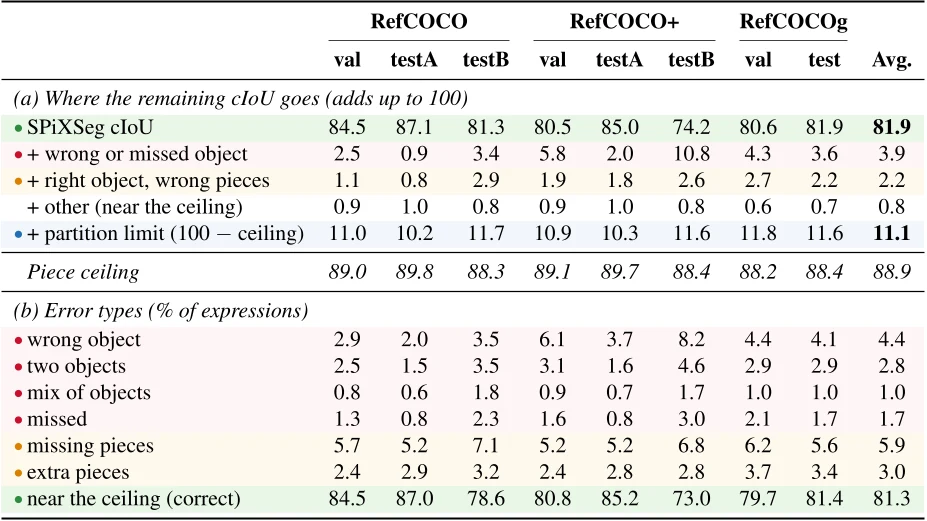 RefCOCO RefCOCO+ RefCOCOg
val testA testB val testA testB val test Avg.
(a) Where the remaining cIoU goes (adds up to 100)
• SPiXSeg cIoU 84.5 87.1 81.3 80.5 85.0 74.2 80.6 81.9 81.9
• + wrong or missed object 2.5 0.9 3.4 5.8 2.0 10.8 4.3 3.6 3.9
• + right object, wrong pieces 1.1 0.8 2.9 1.9 1.8 2.6 2.7 2.2 2.2
+ other (near the ceiling) 0.9 1.0 0.8 0.9 1.0 0.8 0.6 0.7 0.8
• + partition limit (100 − ceiling) 11.0 10.2 11.7 10.9 10.3 11.6 11.8 11.6 11.1
Piece ceiling 89.0 89.8 88.3 89.1 89.7 88.4 88.2 88.4 88.9
(b) Error types (% of expressions)
• wrong object 2.9 2.0 3.5 6.1 3.7 8.2 4.4 4.1 4.4
• two objects 2.5 1.5 3.5 3.1 1.6 4.6 2.9 2.9 2.8
• mix of objects 0.8 0.6 1.8 0.9 0.7 1.7 1.0 1.0 1.0
• missed 1.3 0.8 2.3 1.6 0.8 3.0 2.1 1.7 1.7
• missing pieces 5.7 5.2 7.1 5.2 5.2 6.8 6.2 5.6 5.9
• extra pieces 2.4 2.9 3.2 2.4 2.8 2.8 3.7 3.4 3.0
• near the ceiling (correct) 84.5 87.0 78.6 80.8 85.2 73.0 79.7 81.4 81.3